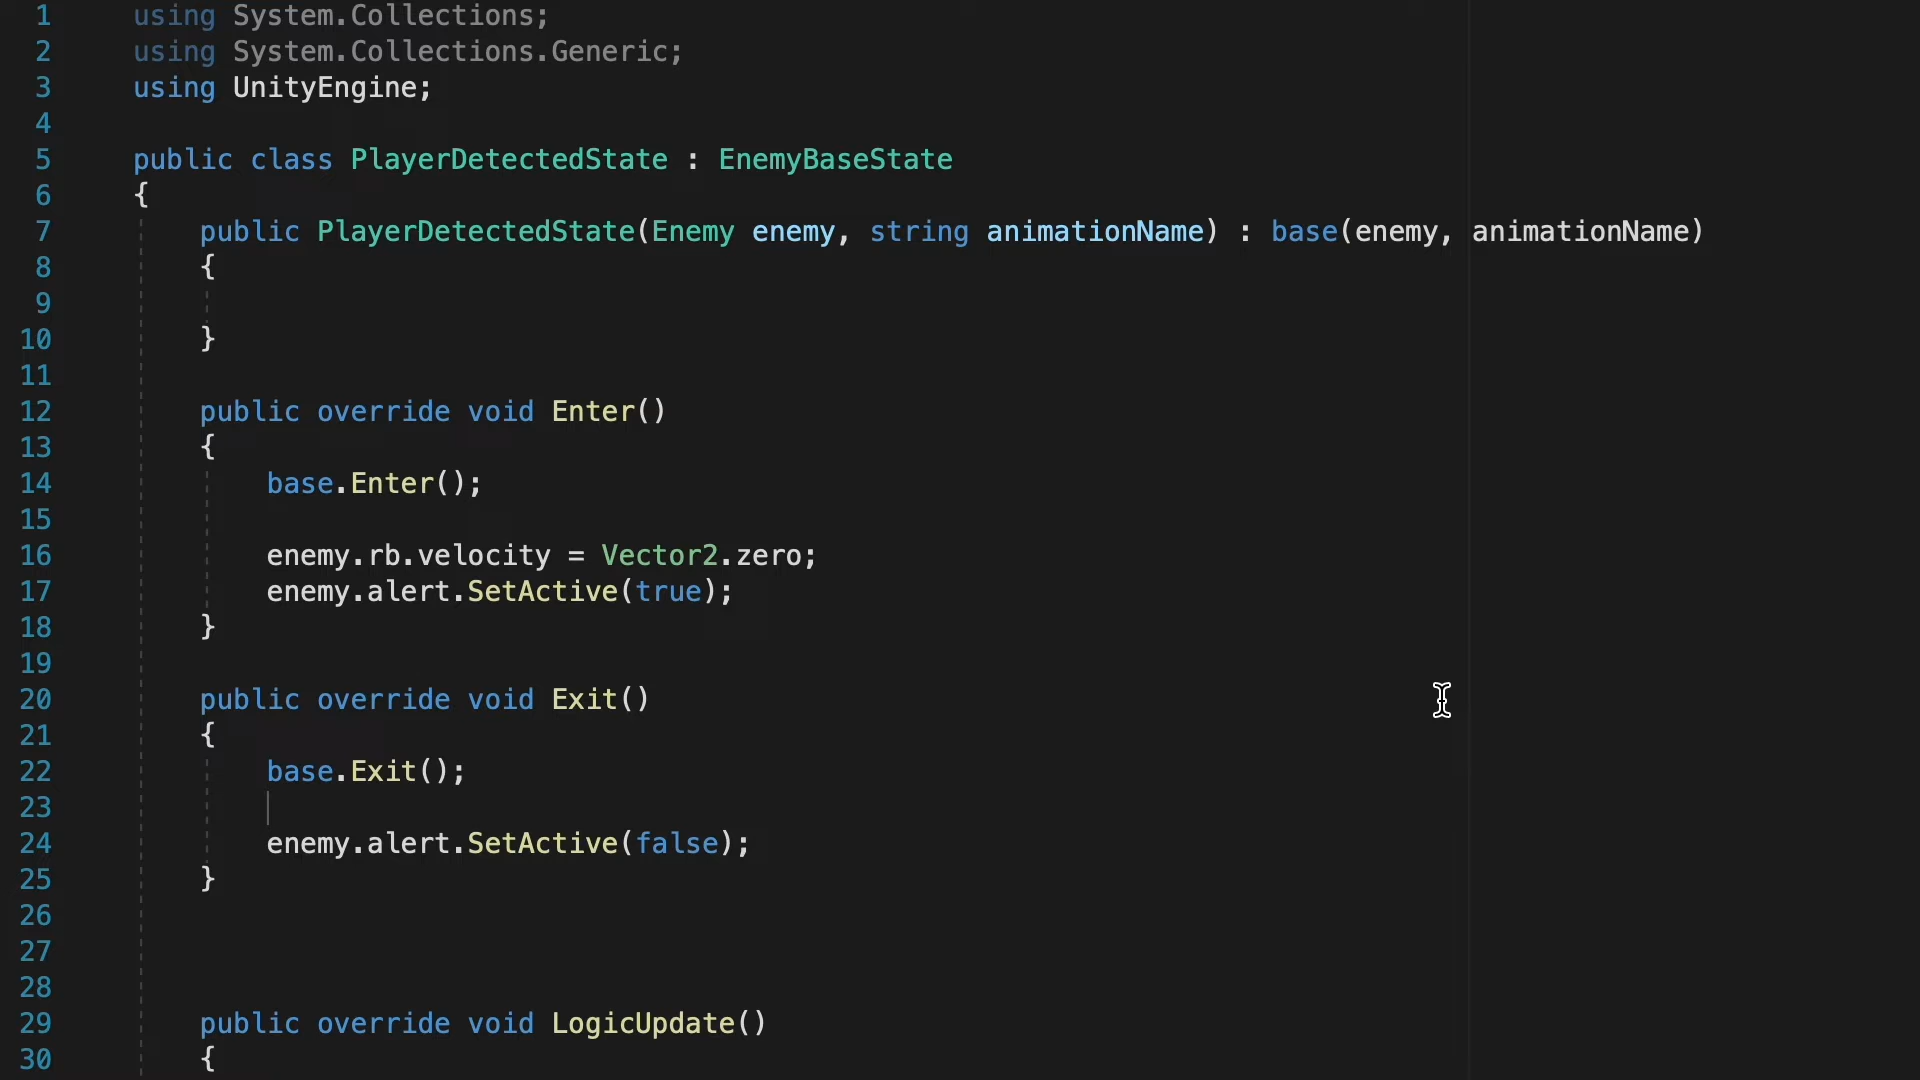 1 using System.Collections;
2 using System.Collections.Generic;
3 using UnityEngine;
4
5 public class PlayerDetectedState : EnemyBaseState
6 {
7 public PlayerDetectedState(Enemy enemy, string animationName) : base(enemy, animationName)
8 {
9
10 }
11
12 public override void Enter()
13 {
14 base.Enter();
15
16 enemy.rb.velocity = Vector2.zero;
17 enemy.alert.SetActive(true);
18 }
19
20 public override void Exit()
21 {
22 base.Exit();
23
24 enemy.alert.SetActive(false);
25 }
26
27
28
29 public override void LogicUpdate()
30 {